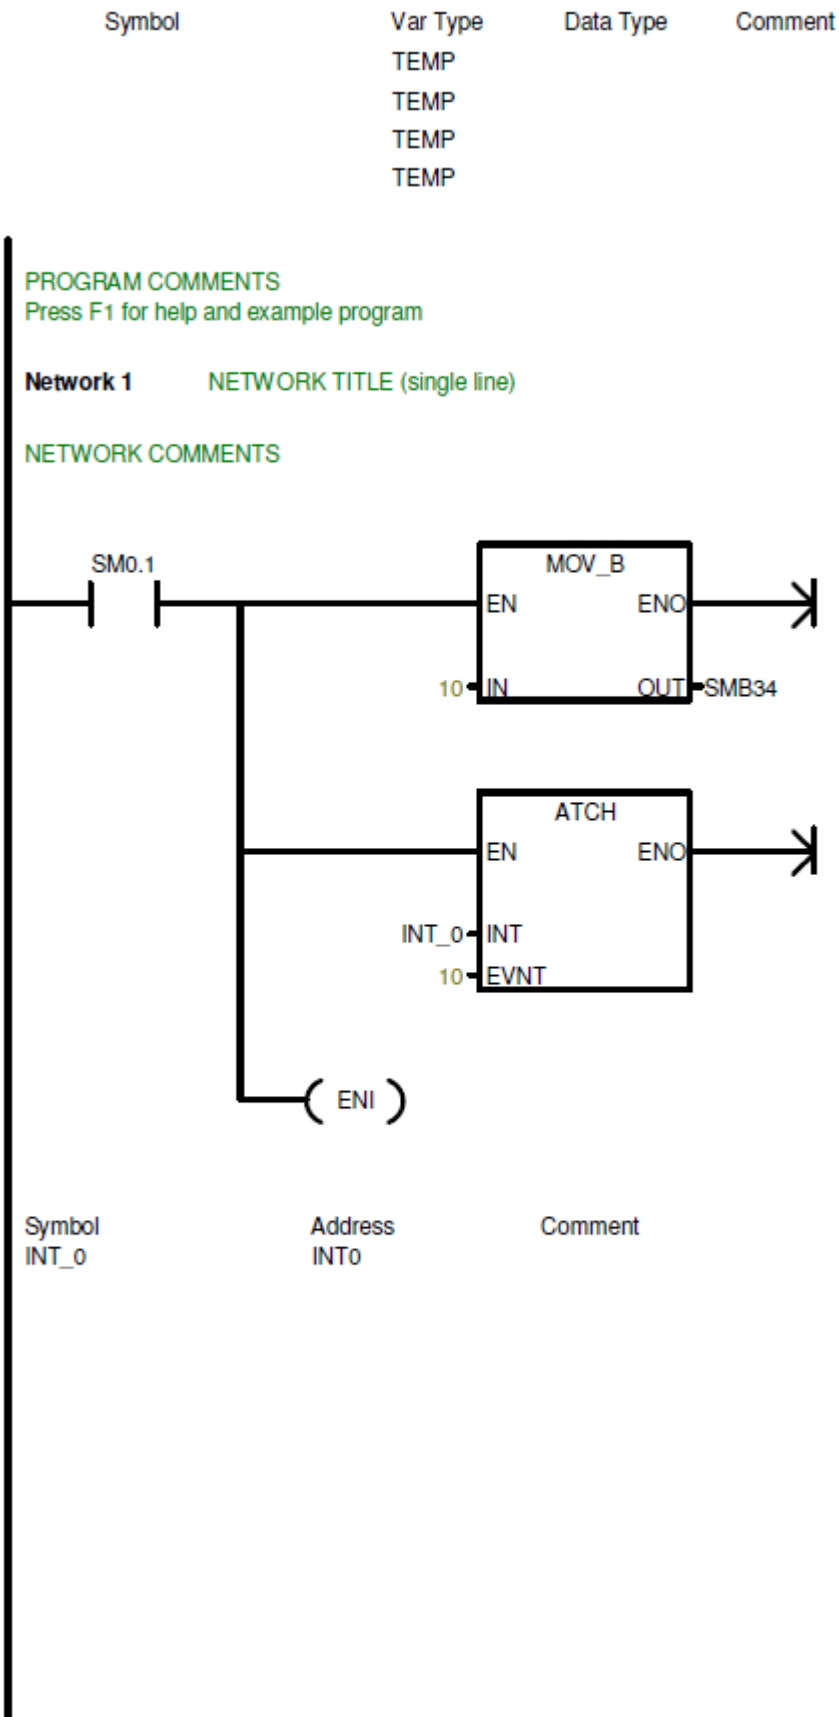 Symbol Var Type Data Type Comment
TEMP
TEMP
TEMP
TEMP
PROGRAM COMMENTS
Press F1 for help and example program
Network 1 NETWORK TITLE (single line)
NETWORK COMMENTS
SM0.1
MOV_B
EN ENO
10 IN OUT SMB34
ATCH
EN ENO
INT_0 INT
10 EVNT
ENI
Symbol Address Comment
INT_0 INT0